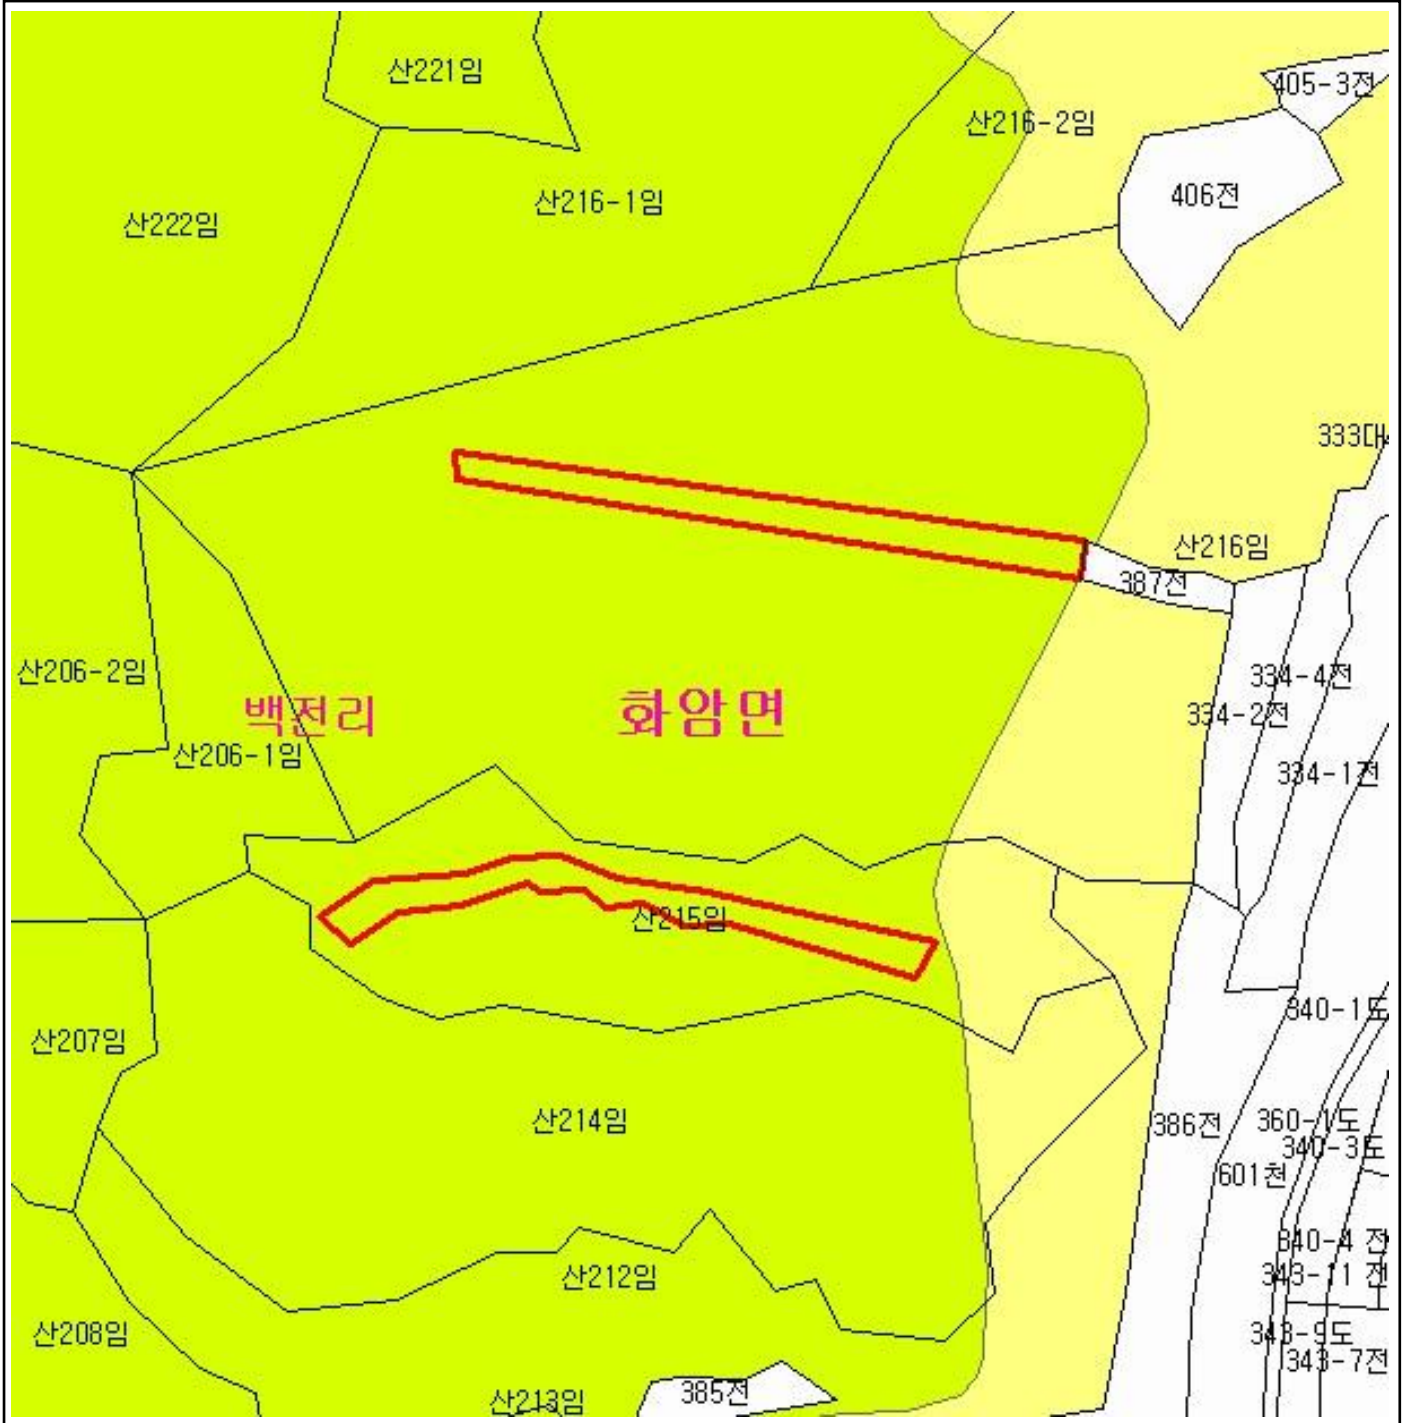 산221임
405-3전
산216-2임
406전
산216-1임
산222임
333대
산216임
387전
산206-2임
334-4전
백전리
화암면
334-2전
산206-1임
334-1전
산215임
340-1도
산207임
산214임
386전
360-1도
340-3도
601천
340-4 전
343-11 전
산212임
산208임
343-9도
343-7전
385전
산213임